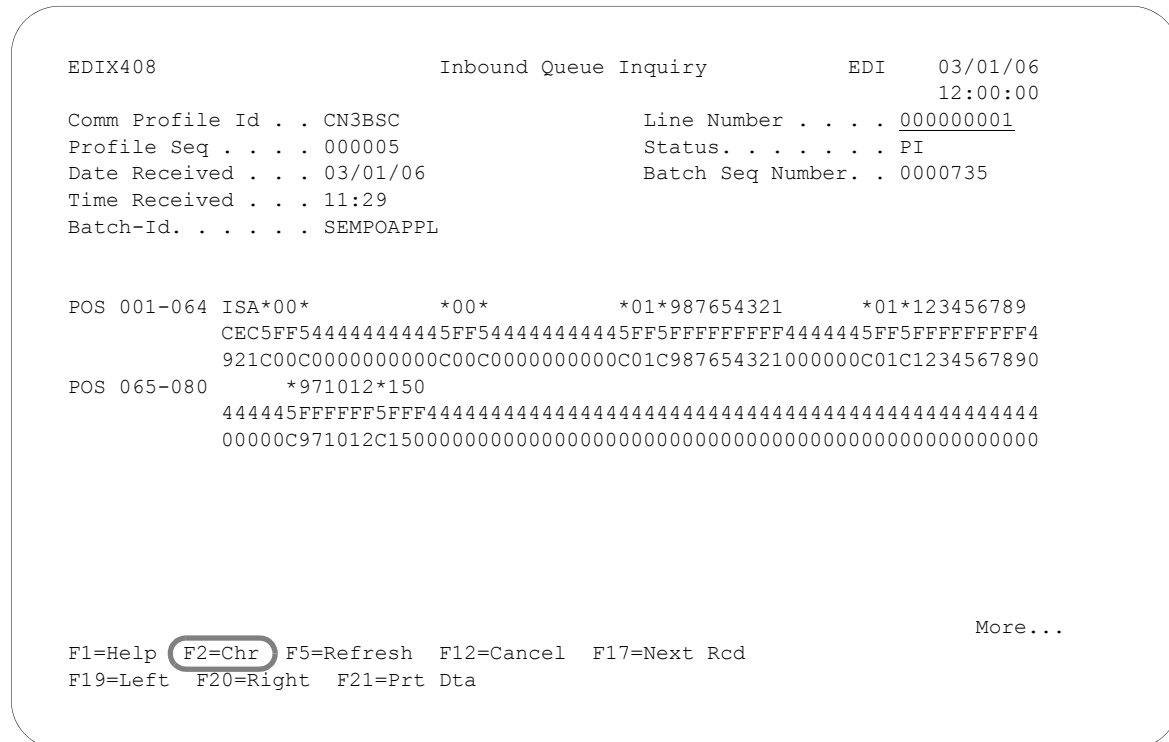 EDIX408                 Inbound Queue Inquiry           EDI   03/01/06
                                                              12:00:00
Comm Profile Id . . CN3BSC              Line Number . . . . 000000001
Profile Seq . . . . 000005              Status. . . . . . . PI
Date Received . . . 03/01/06            Batch Seq Number. . 0000735
Time Received . . . 11:29
Batch-Id. . . . . . SEMPOAPPL
POS 001-064 ISA*00*          *00*          *01*987654321      *01*123456789
            CEC5FF544444444445FF544444444445FF5FFFFFFFFF4444445FF5FFFFFFFFF4
            921C00C0000000000C00C0000000000C01C987654321000000C01C1234567890
POS 065-080      *971012*150
            444445FFFFFF5FFF444444444444444444444444444444444444444444444444
            00000C971012C150000000000000000000000000000000000000000000000000
More...
F1=Help  F2=Chr  F5=Refresh  F12=Cancel  F17=Next Rcd
F19=Left  F20=Right  F21=Prt Dta